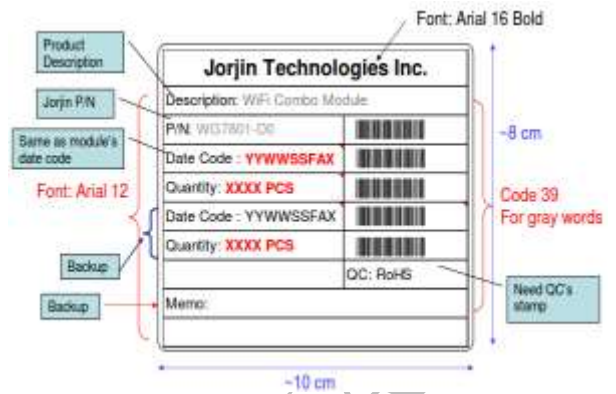 Font: Arial 16 Bold
Product
Description
Jorjin Technologies Inc.
Description: WiFi Combo Module
Jorjin P/N
P/N: WG7801-D0
~8 cm
Same as module's
date code
Date Code : YYWWSSFAX
Font: Arial 12
Quantity: XXXX PCS
Code 39
For gray words
Date Code : YYWWSSFAX
Quantity: XXXX PCS
Backup
QC: RoHS
Need QC's
stamp
Backup
Memo:
~10 cm